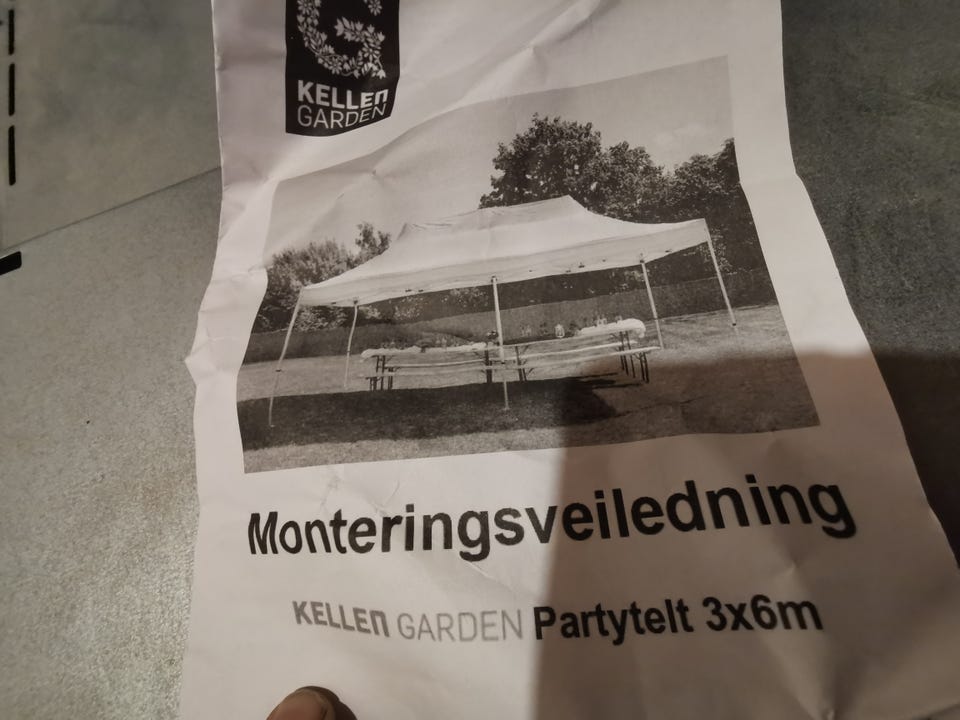 KELLEN
GARDEN
Monteringsveiledning
KELLEN GARDEN Partytelt 3x6m